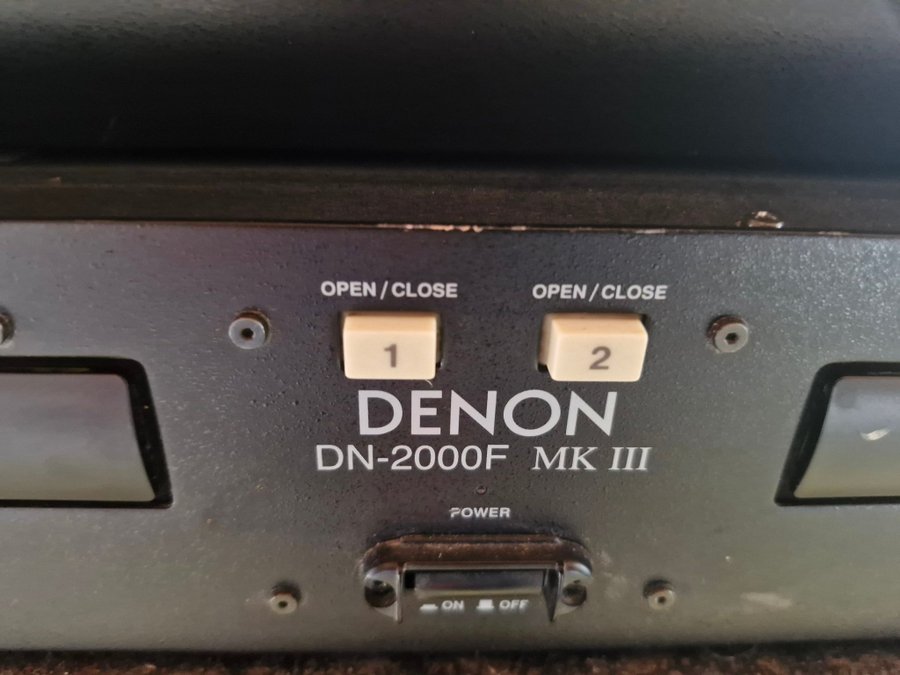 OPEN/CLOSE OPEN/CLOSE
1 2
DENON
DN-2000F MK III
POWER
ON OFF